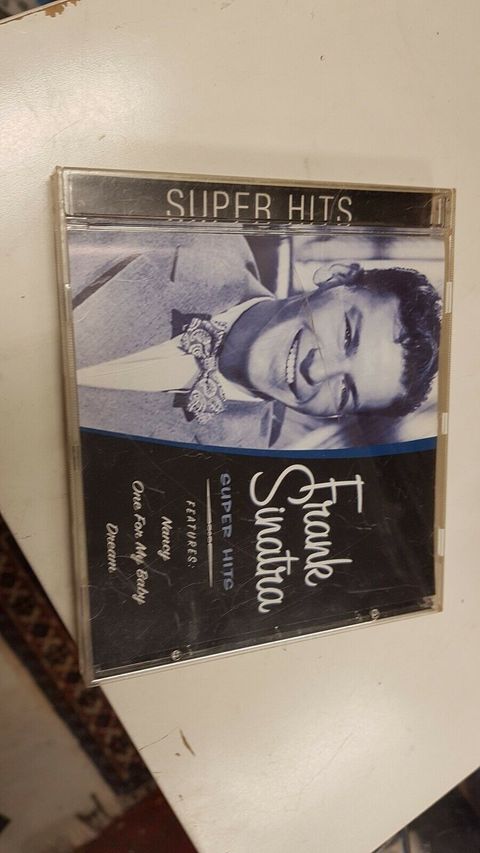 SUPER HITS
Frank
Sinatra
SUPER HITS
FEATURES:
Nancy
One For My Baby
Dream